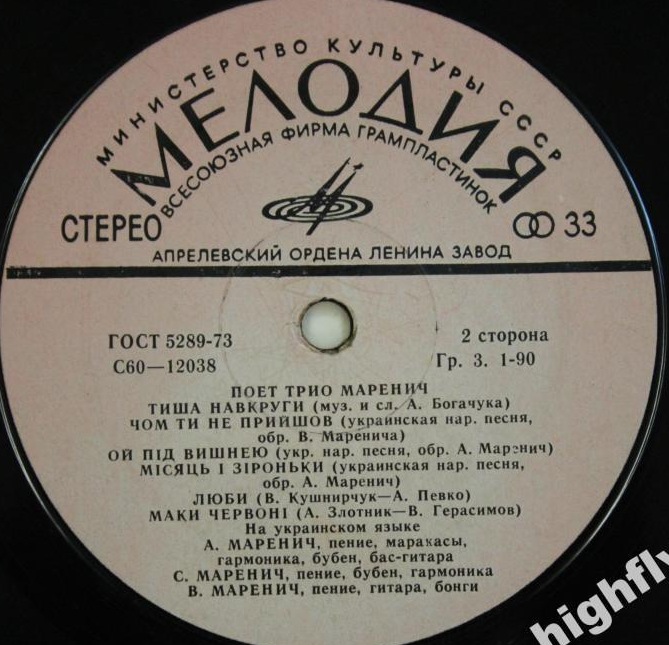 МИНИСТЕРСТВО КУЛЬТУРЫ СССР
МЕЛОДИЯ
ВСЕСОЮЗНАЯ ФИРМА ГРАМПЛАСТИНОК
СТЕРЕО
33
АПРЕЛЕВСКИЙ ОРДЕНА ЛЕНИНА ЗАВОД
ГОСТ 5289-73
2 сторона
С60—12038
Гр. 3. 1-90
ПОЕТ ТРИО МАРЕНИЧ
ТИША НАВКРУГИ (муз. и сл. А. Богачука)
ЧОМ ТИ НЕ ПРИЙШОВ (украинская нар. песня,
обр. В. Маренича)
ОЙ ПІД ВИШНЕЮ (укр. нар. песня, обр. А. Маренич)
МІСЯЦЬ І ЗІРОНЬКИ (украинская нар. песня,
обр. А. Маренич)
ЛЮБИ (В. Кушнирчук—А. Певко)
МАКИ ЧЕРВОНІ (А. Злотник—В. Герасимов)
На украинском языке
А. МАРЕНИЧ, пение, маракасы,
гармоника, бубен, бас-гитара
С. МАРЕНИЧ, пение, бубен, гармоника
В. МАРЕНИЧ, пение, гитара, бонги